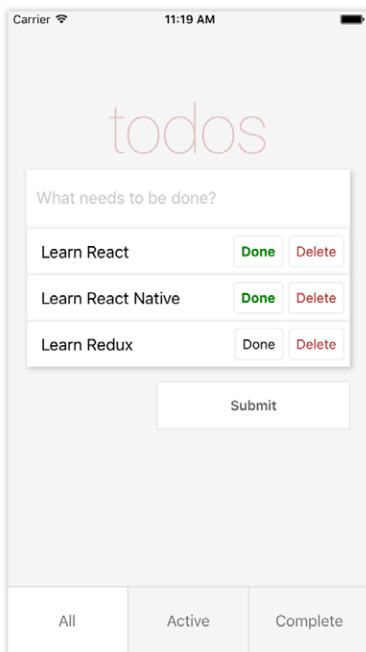 Carrier 11:19 AM
todos
What needs to be done?
Learn React Done Delete
Learn React Native Done Delete
Learn Redux Done Delete
Submit
All Active Complete